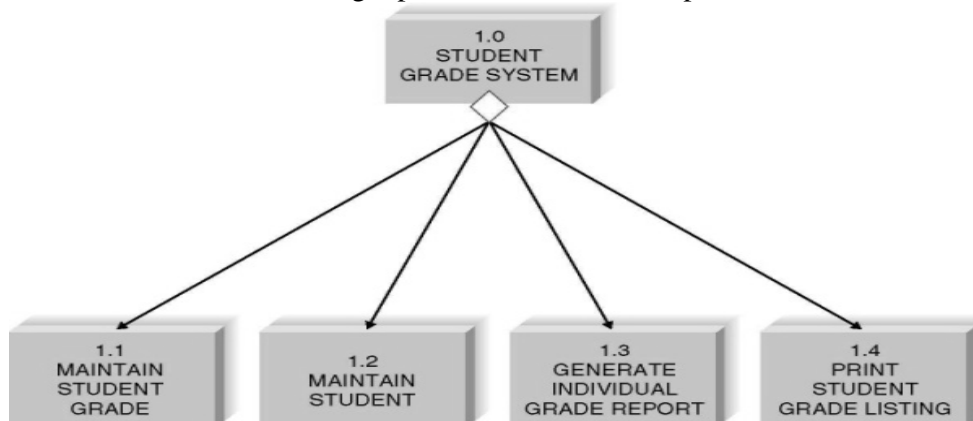 1.0
STUDENT
GRADE SYSTEM
1.1
MAINTAIN
STUDENT
GRADE
1.2
MAINTAIN
STUDENT
1.3
GENERATE
INDIVIDUAL
GRADE REPORT
1.4
PRINT
STUDENT
GRADE LISTING